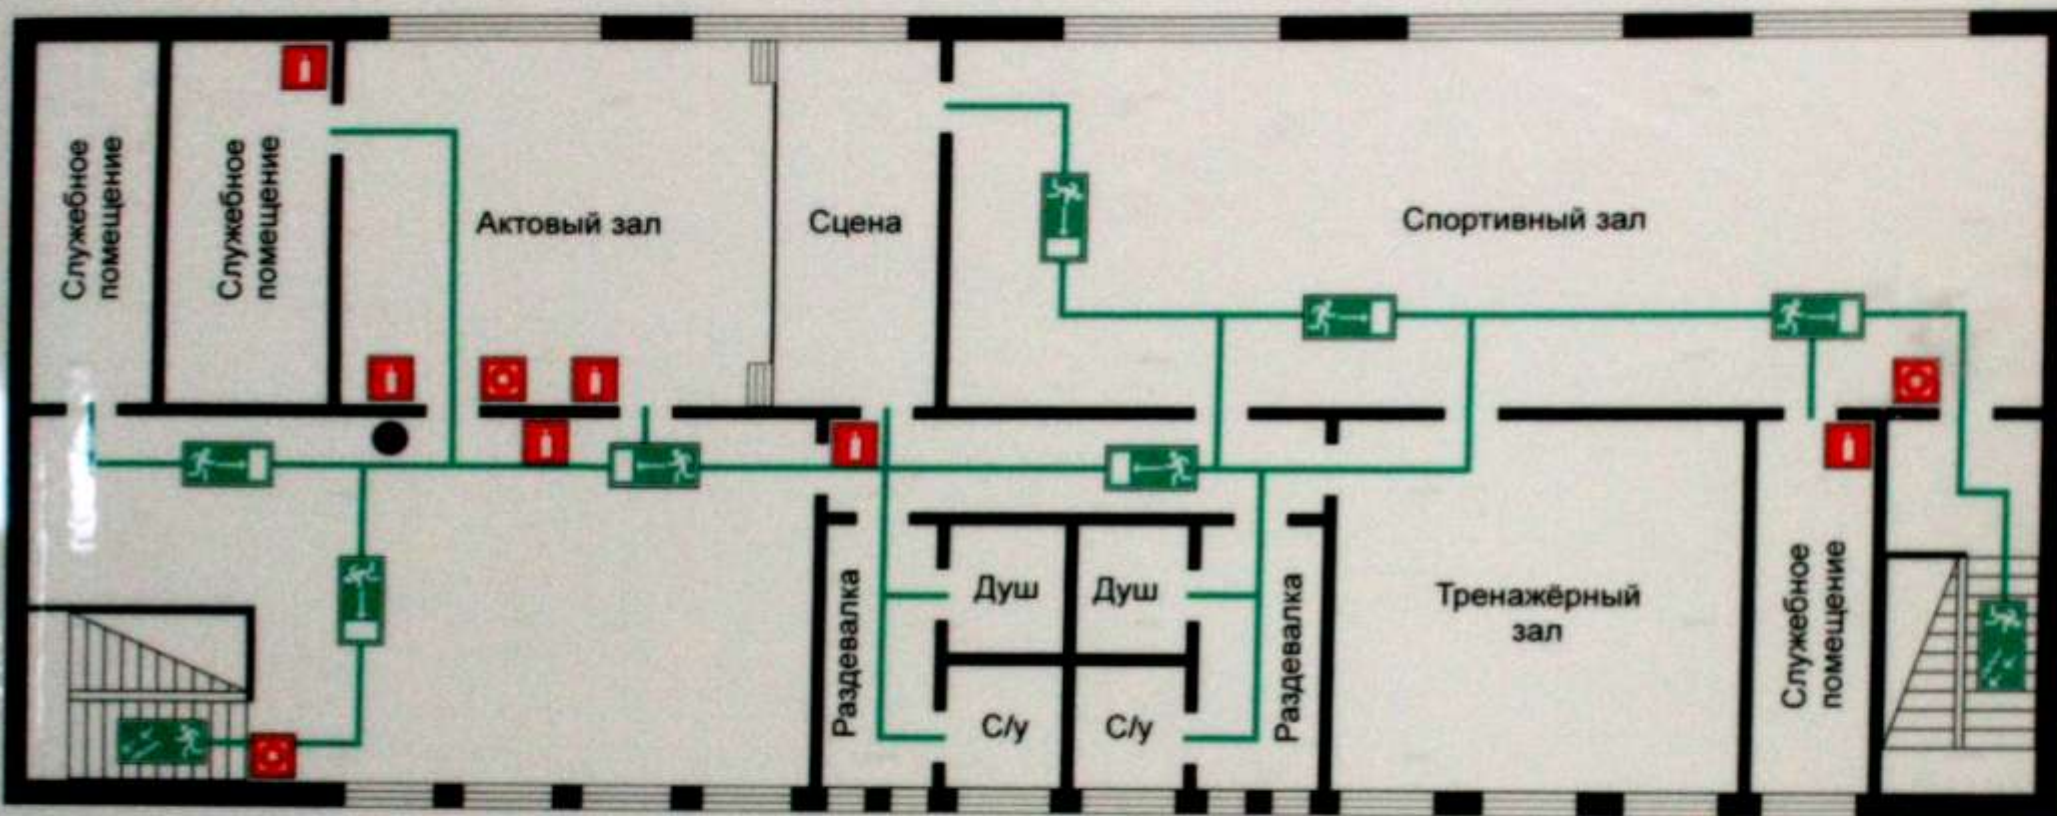 Служебное
помещение
Служебное
помещение
Актовый зал
Сцена
Спортивный зал
Раздевалка
Душ
Душ
С/у
С/у
Раздевалка
Тренажёрный
зал
Служебное
помещение